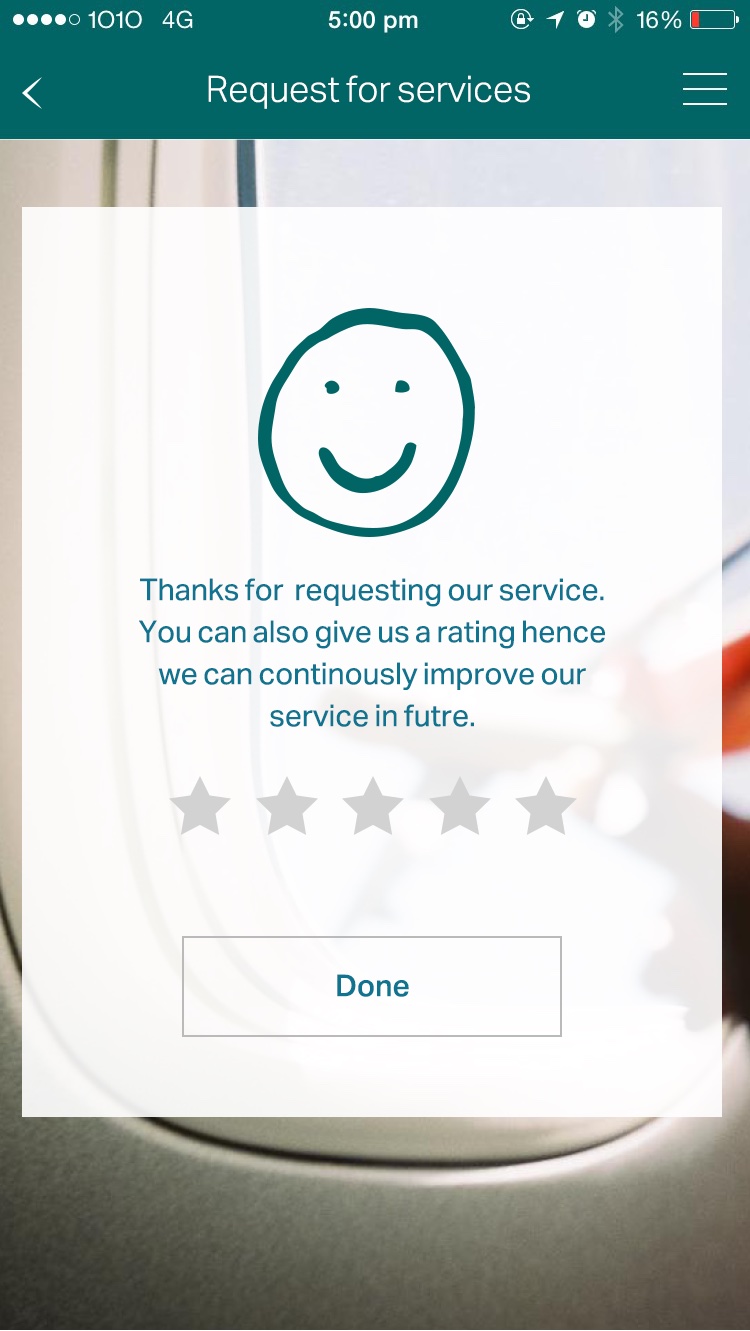 1O1O 4G 5:00 pm 16%
Request for services
Thanks for  requesting our service.
You can also give us a rating hence
we can continously improve our
service in futre.
Done